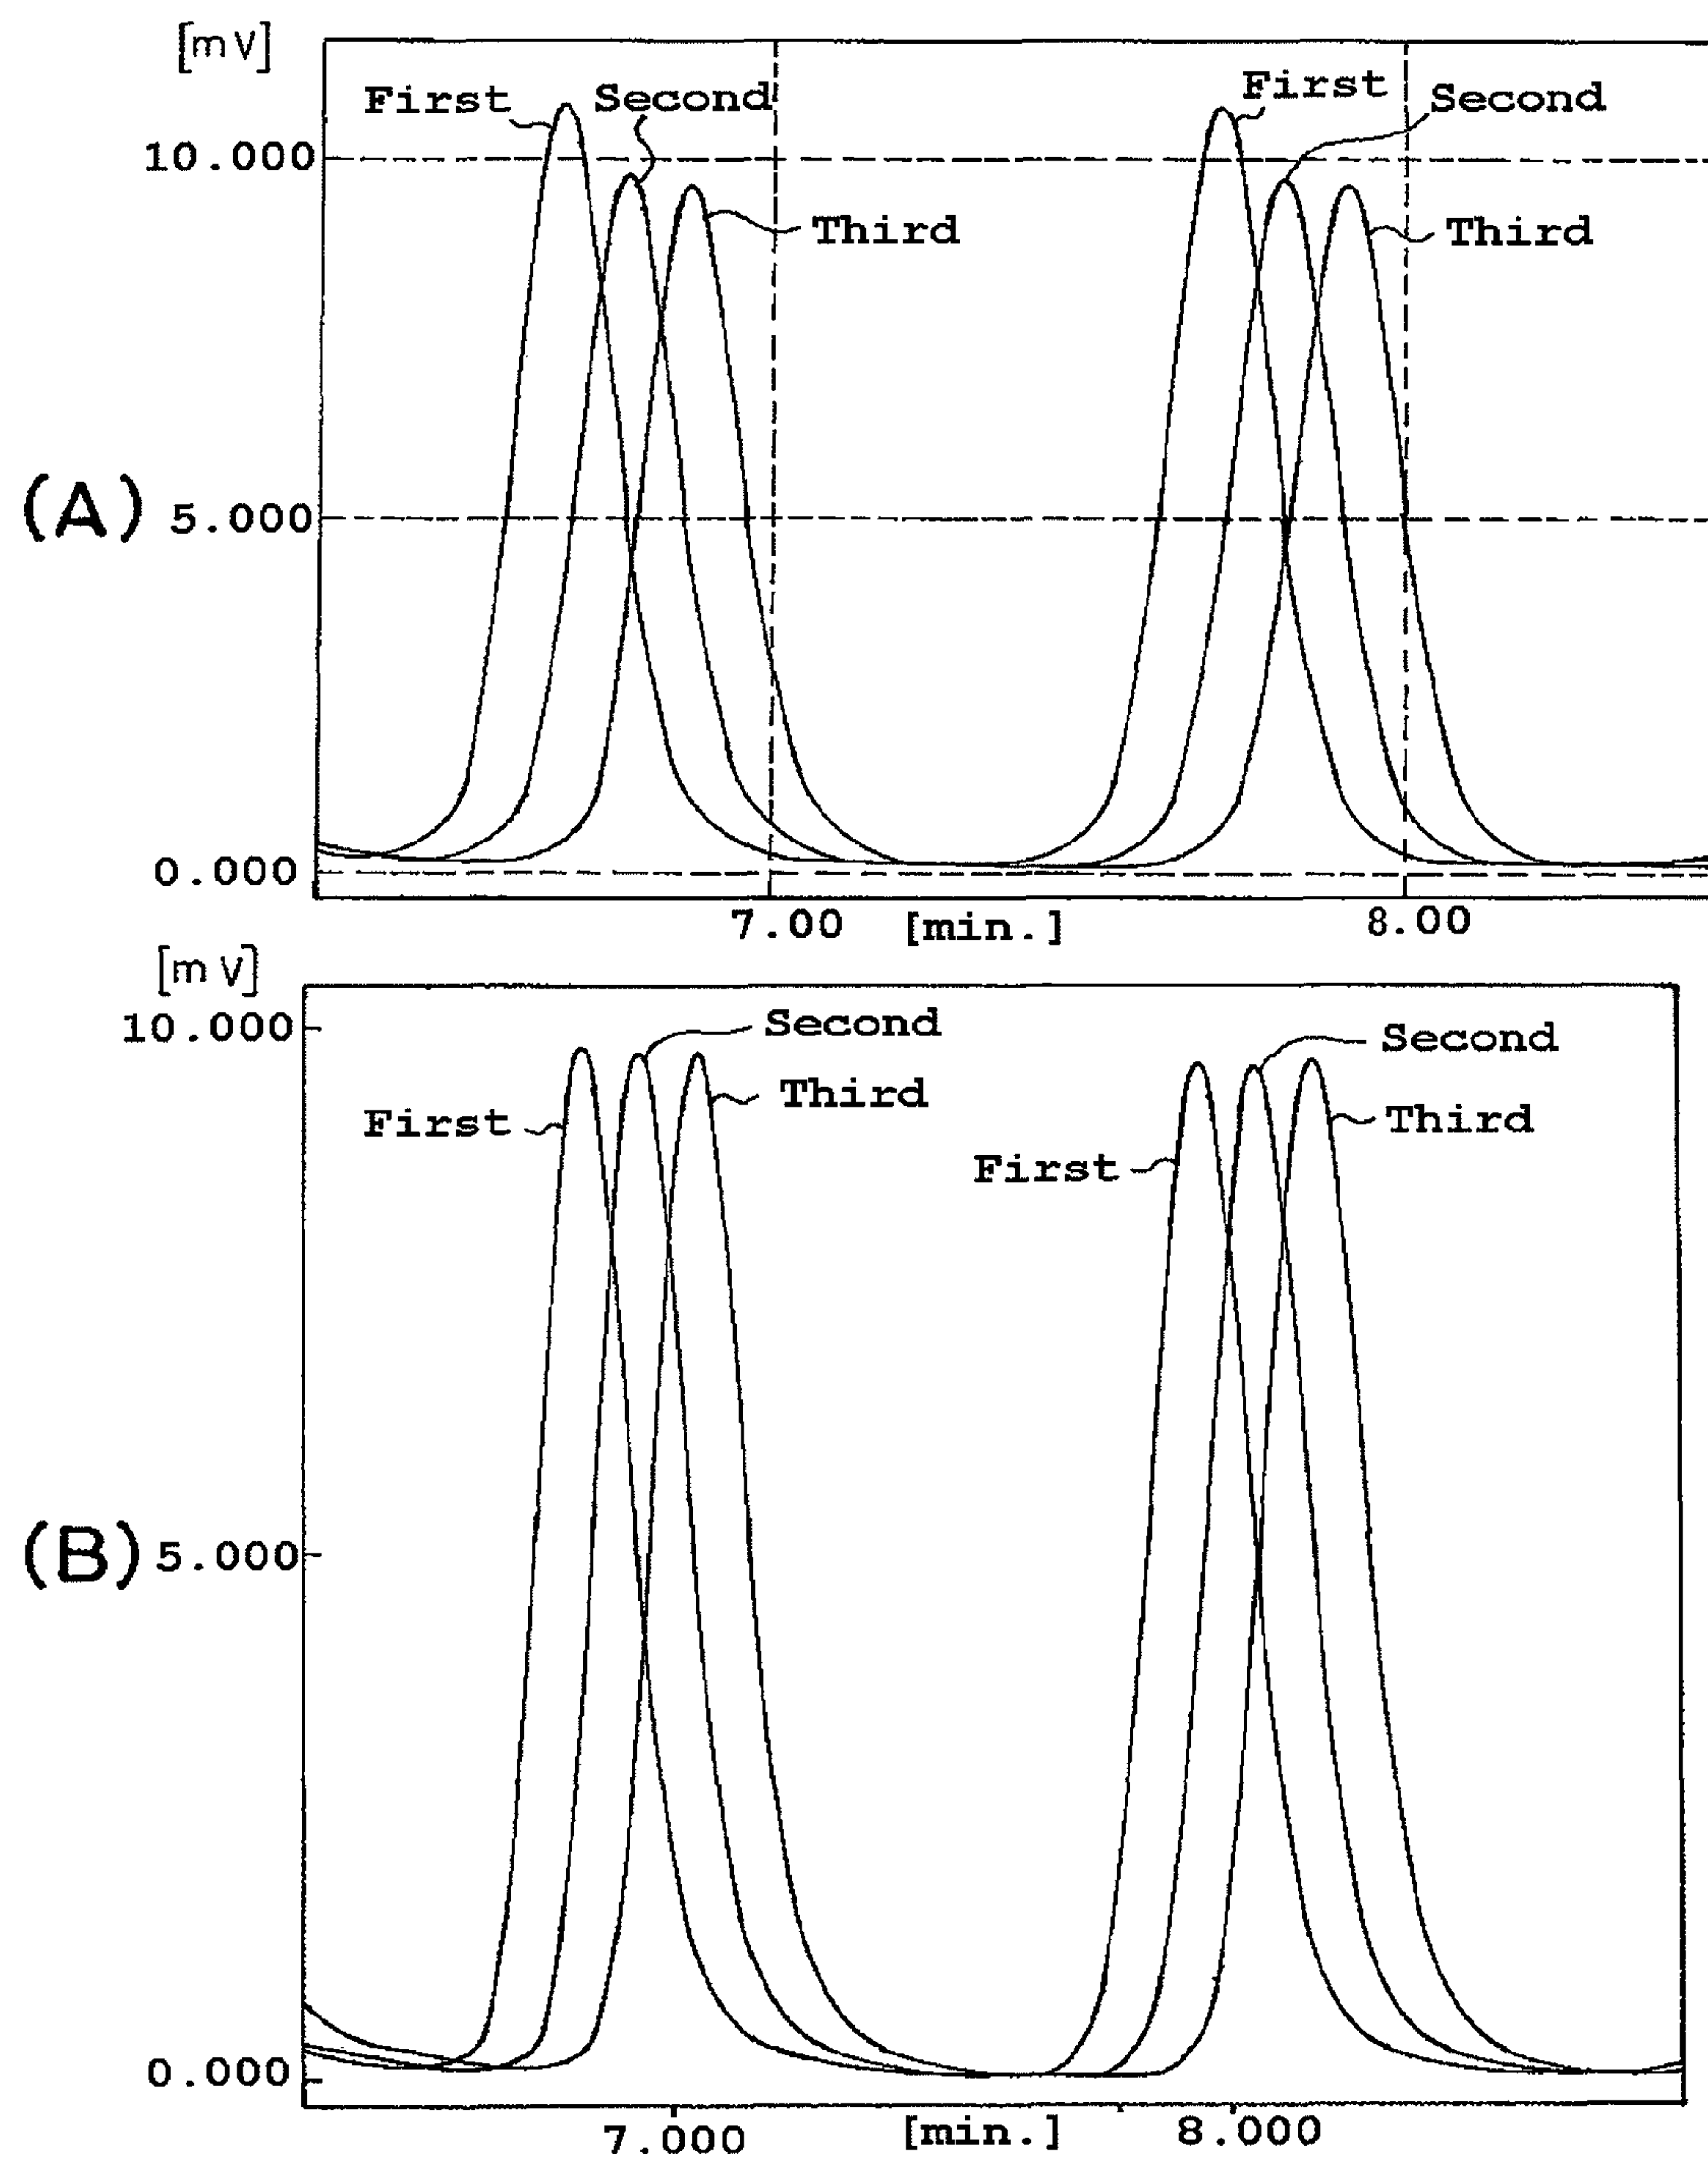 [mV]
First Second First Second
10.000
Third Third
(A) 5.000
0.000
7.00 [min.] 8.00
[mV]
10.000 Second Second
Third Third
First First
(B) 5.000
0.000
7.000 [min.] 8.000